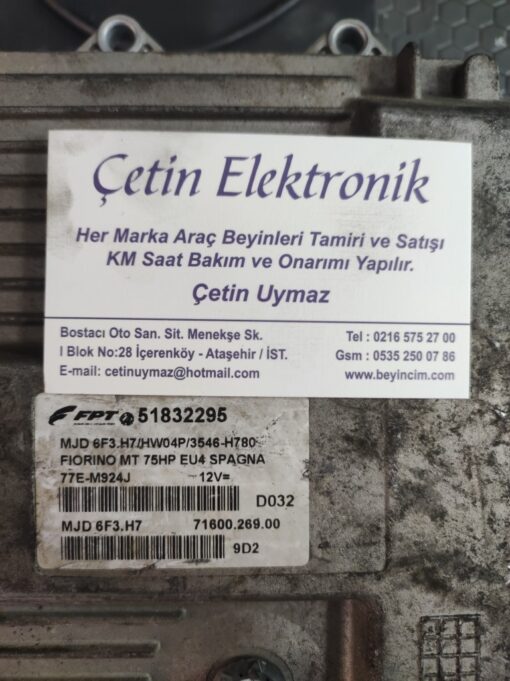 Çetin Elektronik
Her Marka Araç Beyinleri Tamiri ve Satışı
KM Saat Bakım ve Onarımı Yapılır.
Çetin Uymaz
Bostacı Oto San. Sit. Menekşe Sk.
I Blok No:28 İçerenköy - Ataşehir / İST.
E-mail: cetinuymaz@hotmail.com
Tel : 0216 575 27 00
Gsm : 0535 250 07 86
www.beyincim.com
FPT 51832295
MJD 6F3.H7/HW04P/3546-H780
FIORINO MT 75HP EU4 SPAGNA
77E-M924J 12V=
D032
MJD 6F3.H7 71600.269.00
9D2